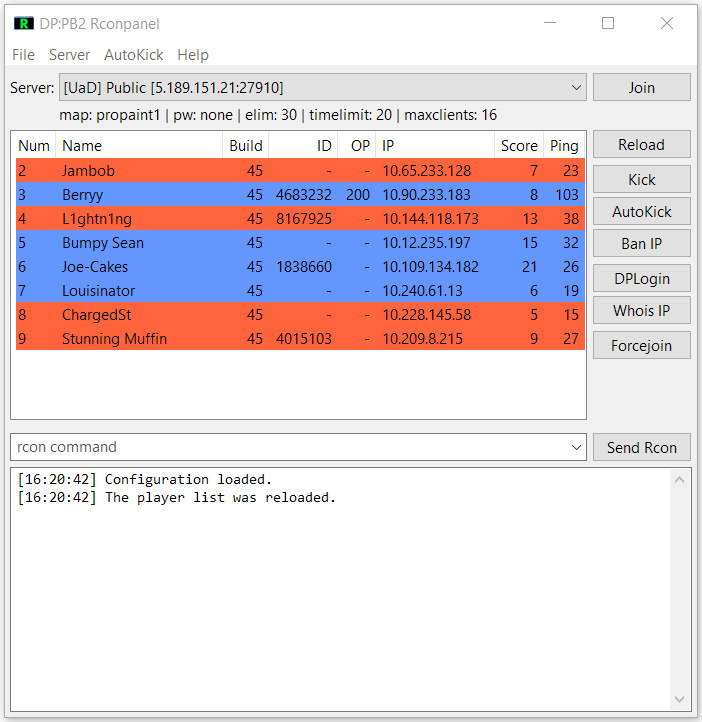 DP:PB2 Rconpanel
File Server AutoKick Help
Server: [UaD] Public [5.189.151.21:27910] Join
map: propaint1 | pw: none | elim: 30 | timelimit: 20 | maxclients: 16
Num Name Build ID OP IP Score Ping
2 Jambob 45 - - 10.65.233.128 7 23
3 Berryy 45 4683232 200 10.90.233.183 8 103
4 L1ghtn1ng 45 8167925 - 10.144.118.173 13 38
5 Bumpy Sean 45 - - 10.12.235.197 15 32
6 Joe-Cakes 45 1838660 - 10.109.134.182 21 26
7 Louisinator 45 - - 10.240.61.13 6 19
8 ChargedSt 45 - - 10.228.145.58 5 15
9 Stunning Muffin 45 4015103 - 10.209.8.215 9 27
Reload
Kick
AutoKick
Ban IP
DPLogin
Whois IP
Forcejoin
rcon command Send Rcon
[16:20:42] Configuration loaded.
[16:20:42] The player list was reloaded.